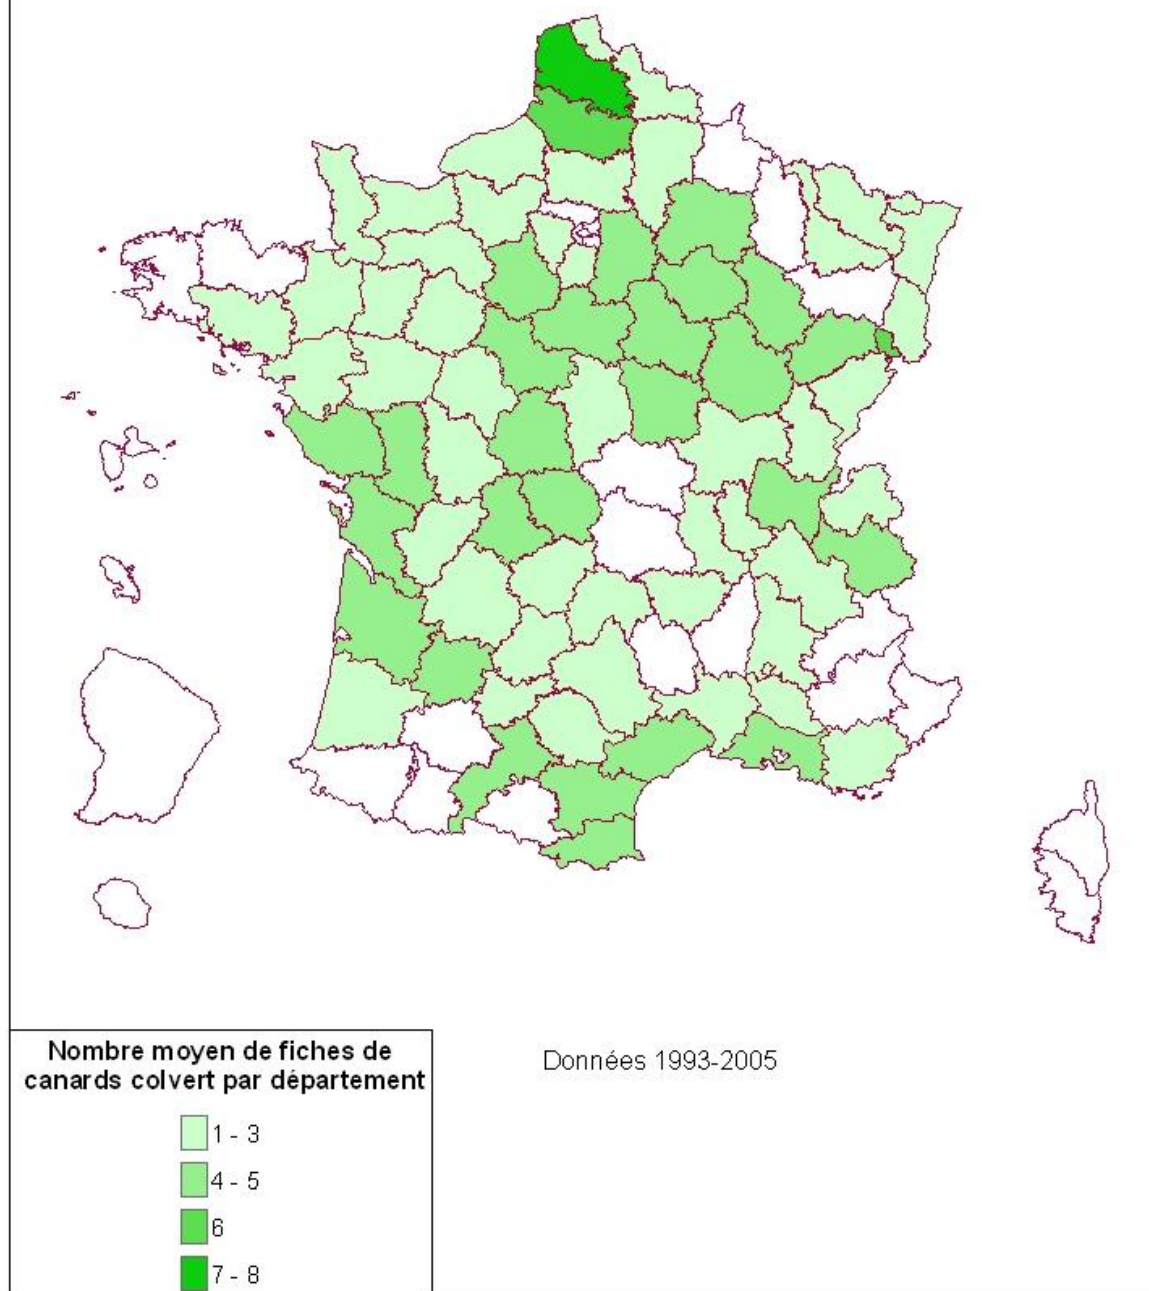 Nombre moyen de fiches de
canards colvert par département
1 - 3
4 - 5
6
7 - 8
Données 1993-2005